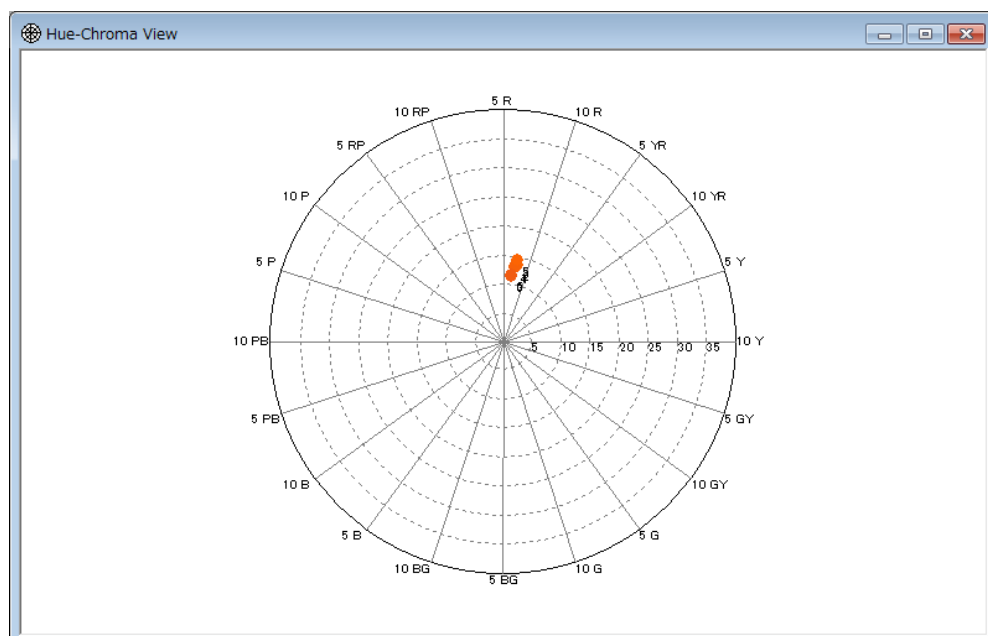 Hue-Chroma View
5 R
10 RP
10 R
5 RP
5 YR
10 P
10 YR
5 P
5 Y
10 PB
5
10
15
20
25
30
35
10 Y
5 PB
5 GY
10 B
10 GY
5 B
5 G
10 BG
10 G
5 BG